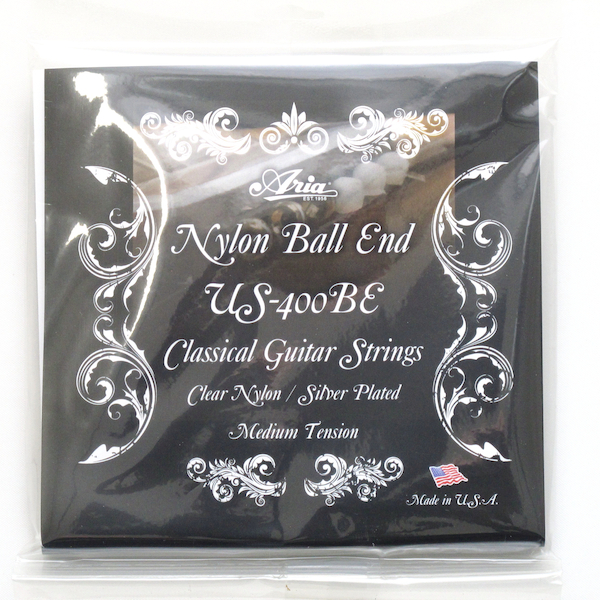 Aria
EST. 1956
Nylon Ball End
US-400BE
Classical Guitar Strings
Clear Nylon / Silver Plated
Medium Tension
Made in U.S.A.